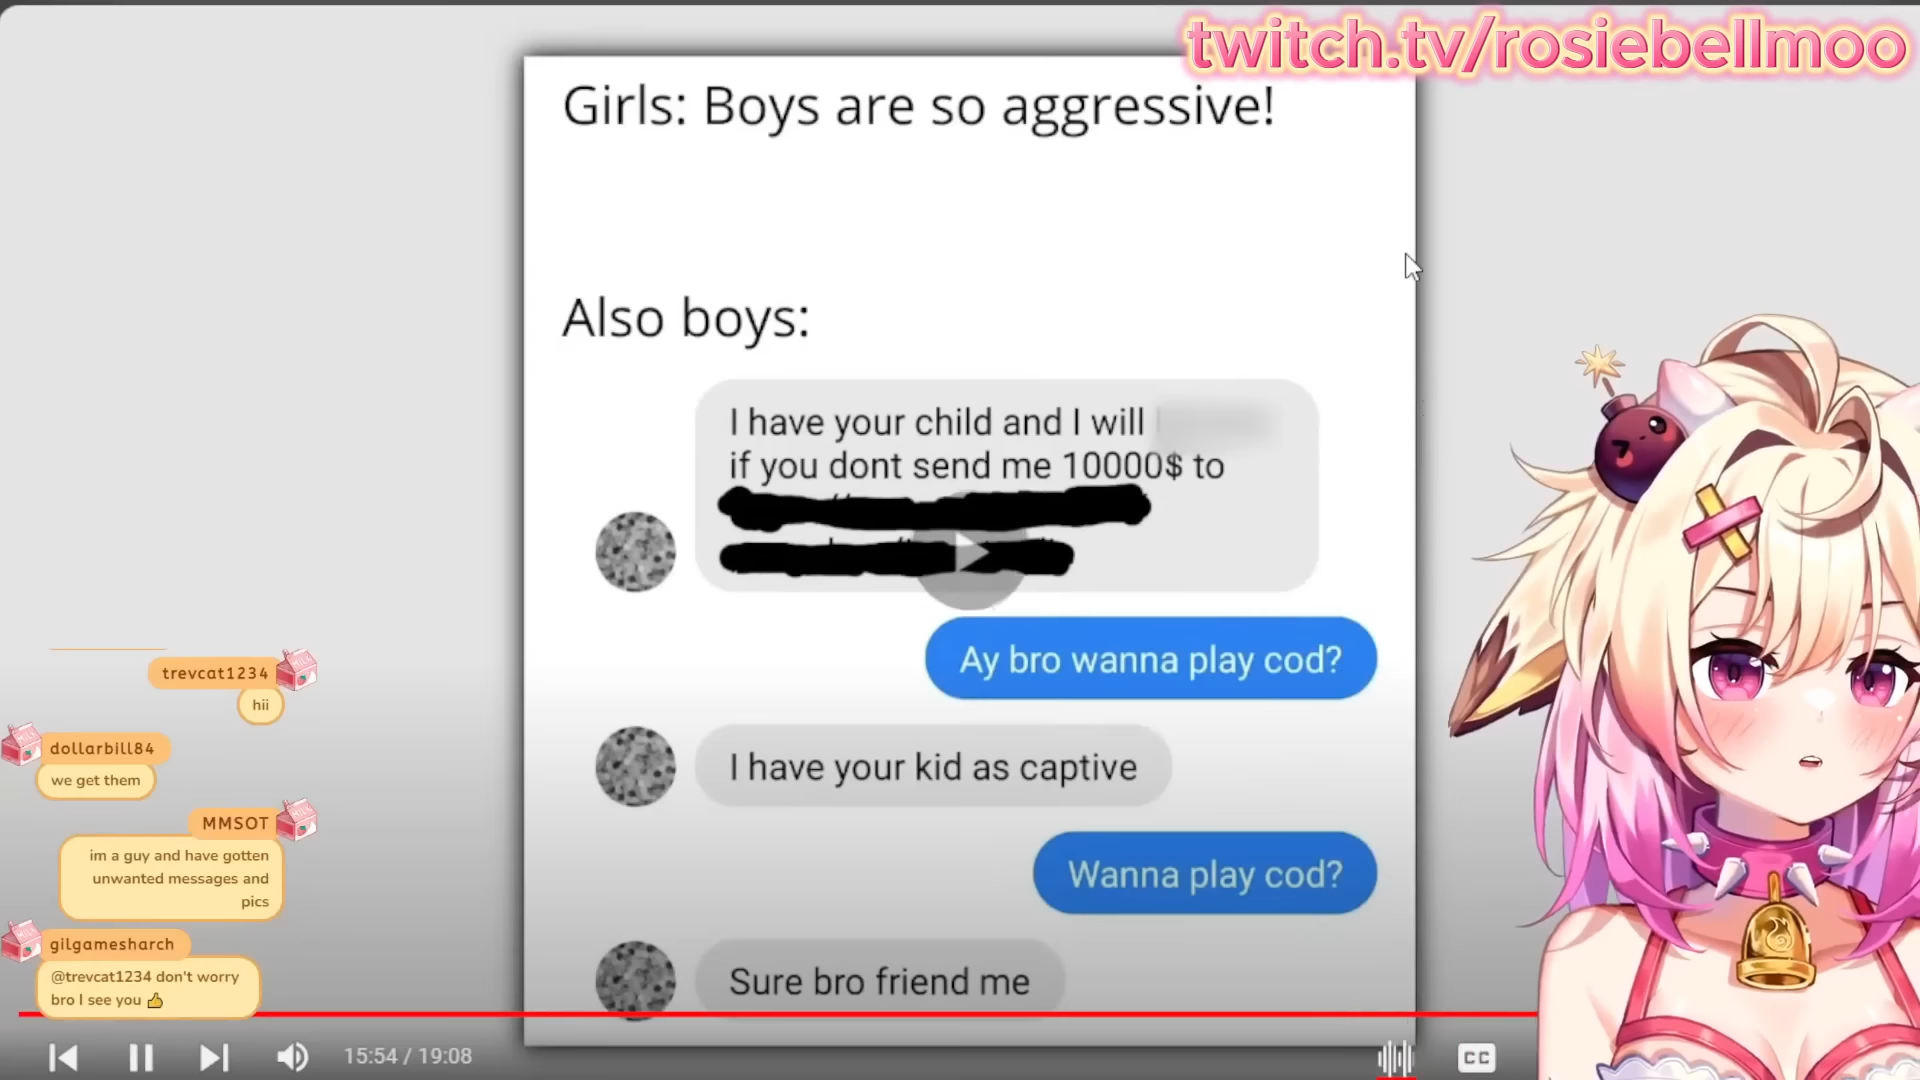 twitch.tv/rosiebellmoo
Girls: Boys are so aggressive!
Also boys:
I have your child and I will
if you dont send me 10000$ to
Ay bro wanna play cod?
I have your kid as captive
Wanna play cod?
Sure bro friend me
trevcat1234
hii
dollarbill84
we get them
MMSOT
im a guy and have gotten
unwanted messages and
pics
gilgamesharch
@trevcat1234 don't worry
bro I see you 👍
15:54 / 19:08
CC